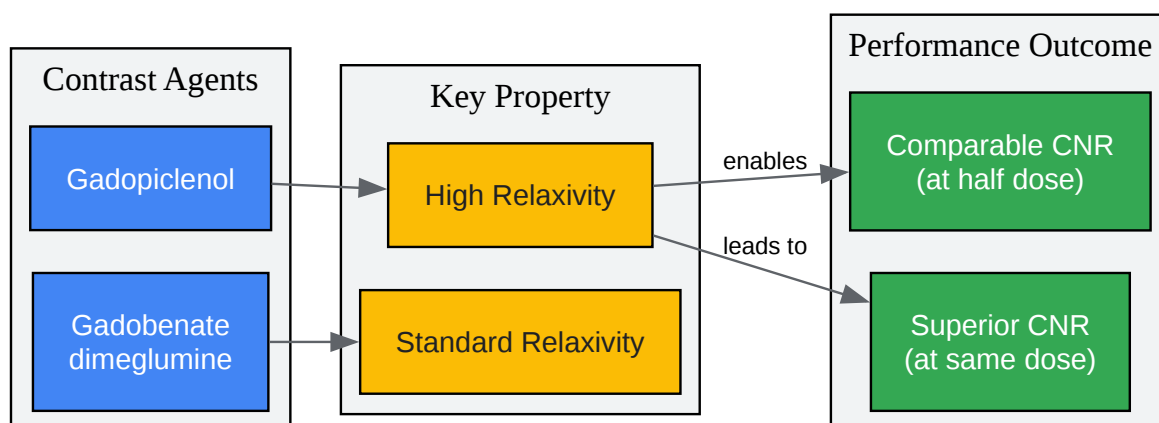 Contrast Agents
Gadopiclenol
Gadobenate
dimeglumine
Key Property
High Relaxivity
Standard Relaxivity
enables
leads to
Performance Outcome
Comparable CNR
(at half dose)
Superior CNR
(at same dose)